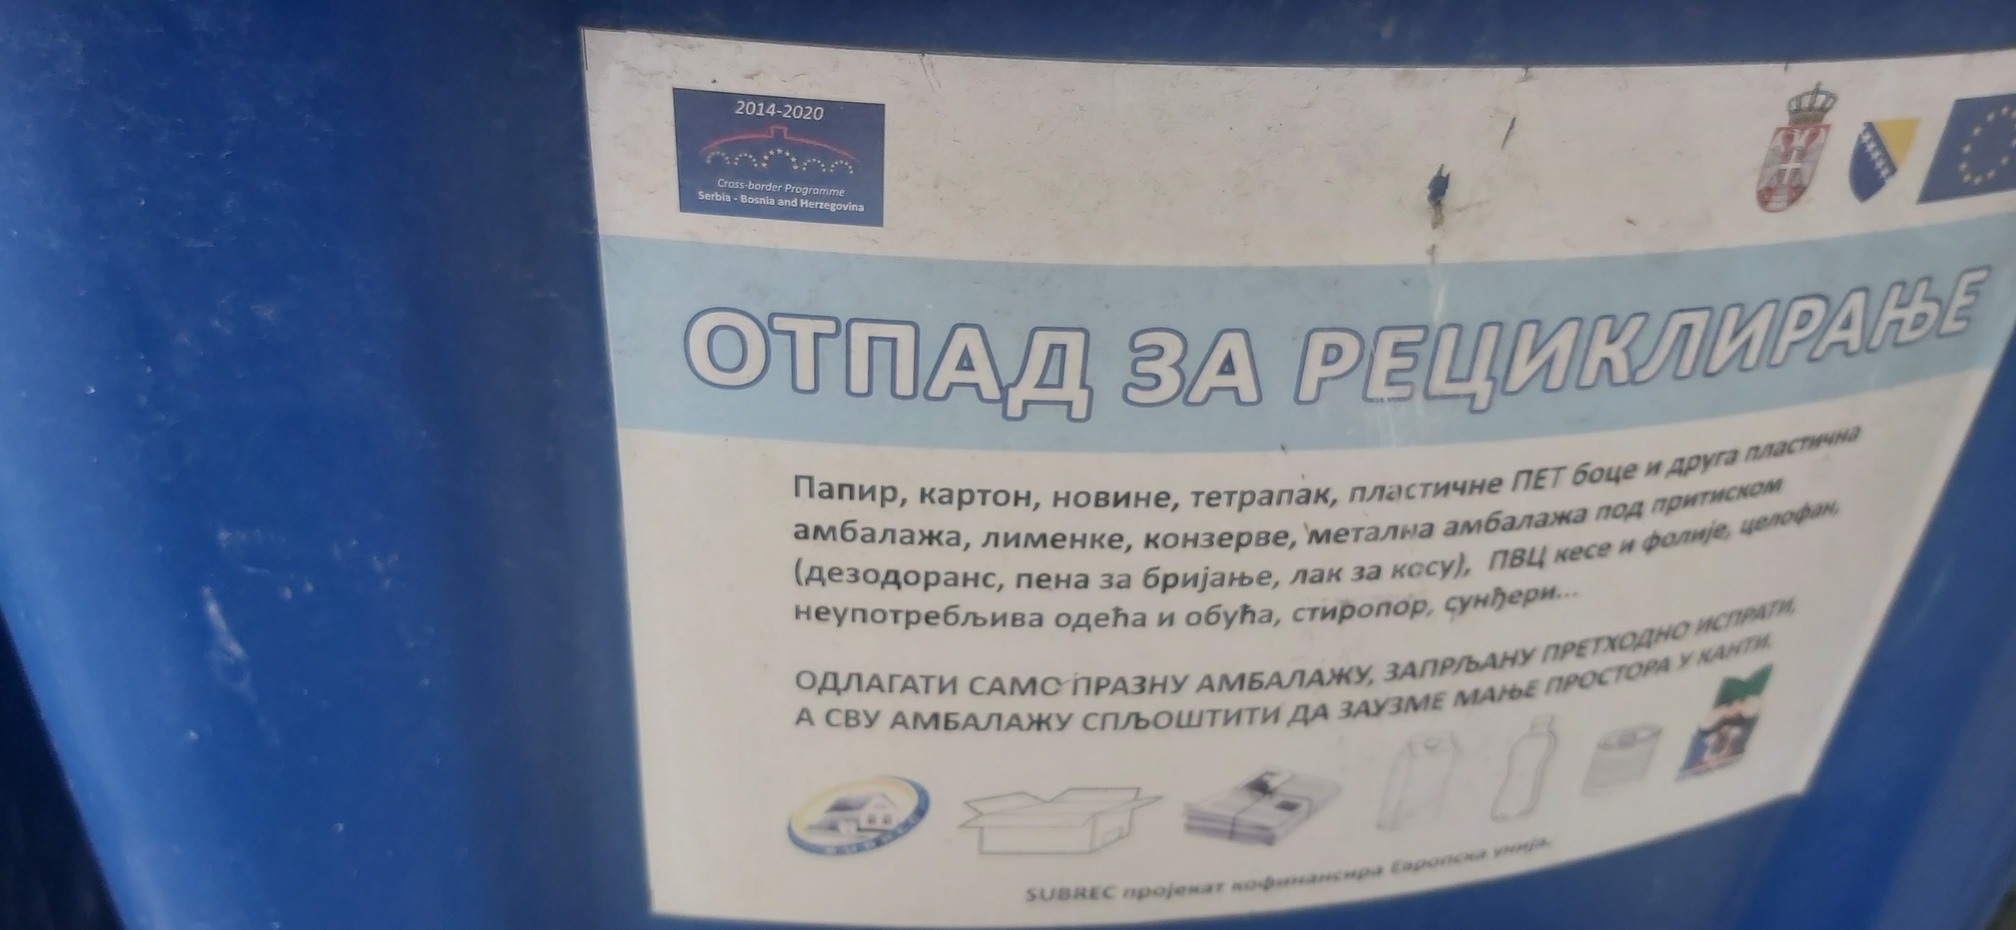 2014-2020
Cross-border Programme
Serbia - Bosnia and Herzegovina
ОТПАД ЗА РЕЦИКЛИРАЊЕ
Папир, картон, новине, тетрапак, пластичне ПЕТ боце и друга пластична
амбалажа, лименке, конзерве, метална амбалажа под притиском
(дезодоранс, пена за бријање, лак за косу), ПВЦ кесе и фолије, целофан,
неупотребљива одећа и обућа, стиропор, сунђери...
ОДЛАГАТИ САМО ПРАЗНУ АМБАЛАЖУ, ЗАПРЉАНУ ПРЕТХОДНО ИСПРАТИ,
А СВУ АМБАЛАЖУ СПЉОШТИТИ ДА ЗАУЗМЕ МАЊЕ ПРОСТОРА У КАНТИ.
SUBREC
SUBREC пројекат кофинансира Европска унија.